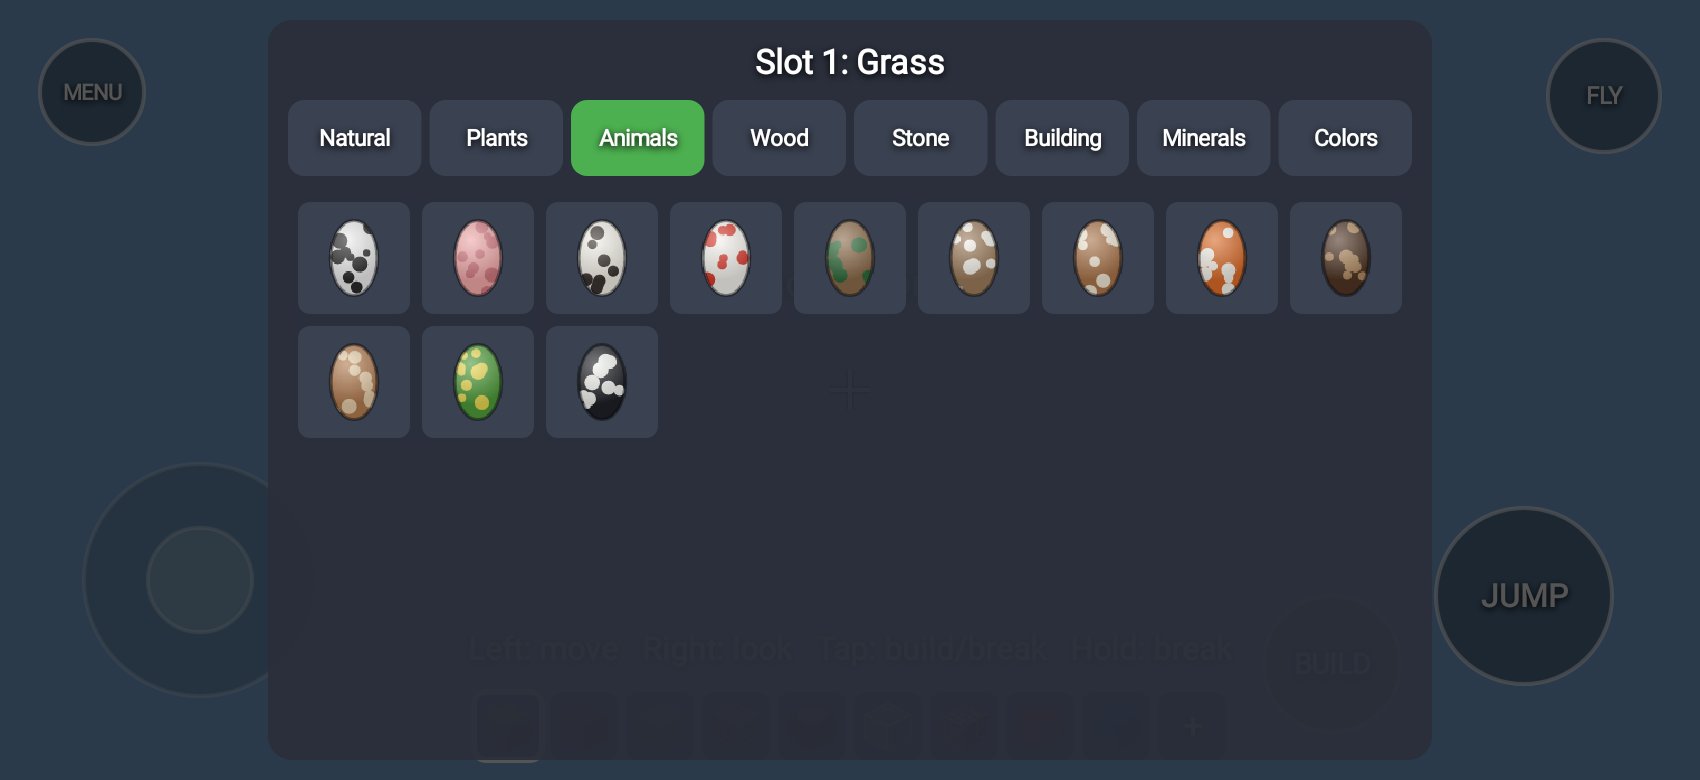 Slot 1: Grass
MENU
FLY
Natural Plants Animals Wood Stone Building Minerals Colors
JUMP
Left: move Right: look Tap: build/break Hold: break
BUILD
+